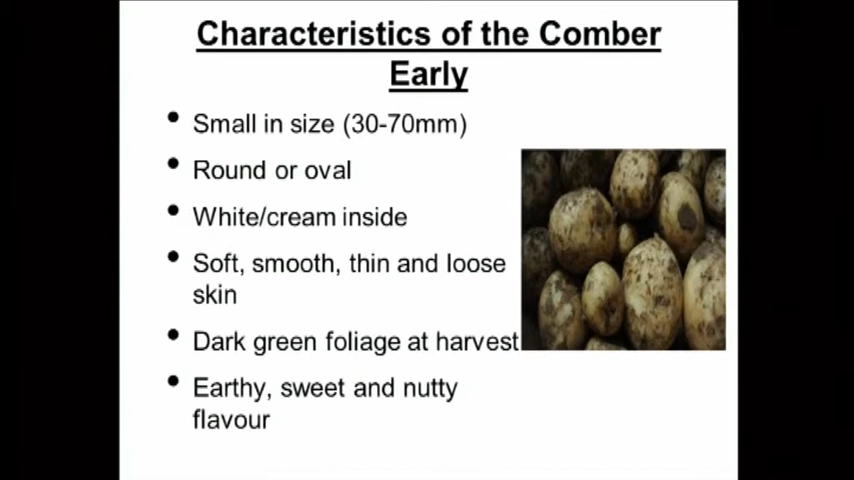 Characteristics of the Comber
Early
• Small in size (30-70mm)
• Round or oval
• White/cream inside
• Soft, smooth, thin and loose
skin
• Dark green foliage at harvest
• Earthy, sweet and nutty
flavour